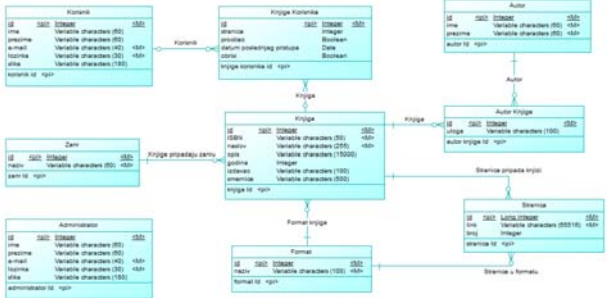 Korisnik
id <pi> Integer <M>
ime Variable characters (60)
prezime Variable characters (60)
e-mail Variable characters (40) <M>
lozinka Variable characters (30) <M>
slika Variable characters (150)
korisnik id <pi>
Korisnik
Knjige Korisnika
id <pi> Integer <M>
stranica Integer
procitao Boolean
datum poslednjeg pristupa Date
obrisi Boolean
knjige korisnika id <pi>
Autor
id <pi> Integer <M>
ime Variable characters (60) <M>
prezime Variable characters (60) <M>
autor id <pi>
Autor
Knjiga
Zanr
id <pi> Integer <M>
naziv Variable characters (60) <M>
zanr id <pi>
Knjige pripadaju zanru
Knjiga
id <pi> Integer <M>
ISBN Variable characters (50) <M>
naslov Variable characters (255) <M>
opis Variable characters (15000)
godina Integer
izdavac Variable characters (100)
Variable characters (500)
knjiga id <pi>
Knjiga
Autor Knjige
id <pi> Integer <M>
uloga Variable characters (100)
autor knjige id <pi>
Stranica pripada knjizi
Administrator
id <pi> Integer <M>
ime Variable characters (60)
prezime Variable characters (60)
e-mail Variable characters (40) <M>
lozinka Variable characters (30) <M>
slika Variable characters (150)
administrator id <pi>
Format knjige
Format
id <pi> Integer <M>
naziv Variable characters (100) <M>
format id <pi>
Stranica
id <pi> Long integer <M>
link Variable characters (65516) <M>
broj Integer
stranica id <pi>
Stranice u formatu